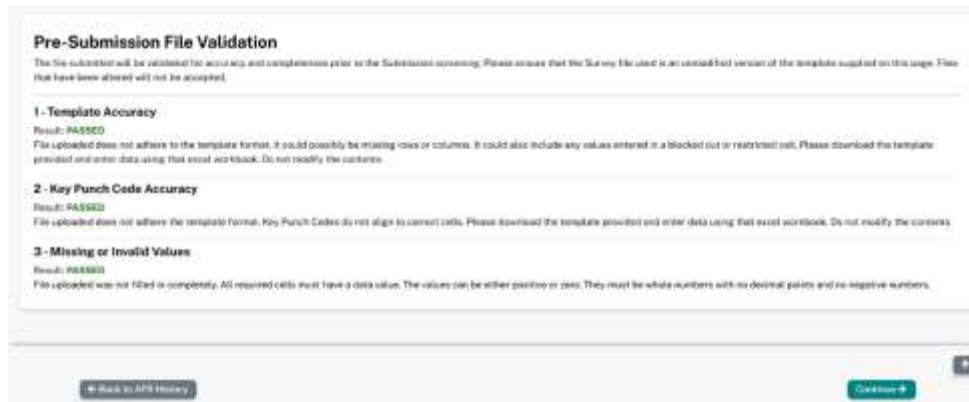 Pre-Submission File Validation
The file submitted will be validated for accuracy and completeness prior to the Submission screening. Please ensure that the Survey file used is an unmodified version of the template supplied on this page. Files
that have been altered will not be accepted.
1 - Template Accuracy
Result: PASSED
File uploaded does not adhere to the template format. It could possibly be missing rows or columns. It could also include any values entered in a blocked out or restricted cell. Please download the template
provided and enter data using that excel workbook. Do not modify the contents.
2 - Key Punch Code Accuracy
Result: PASSED
File uploaded does not adhere the template format. Key Punch Codes do not align to correct cells. Please download the template provided and enter data using that excel workbook. Do not modify the contents
3 - Missing or Invalid Values
Result: PASSED
File uploaded was not filled in completely. All required cells must have a data value. The values can be either positive or zero. They must be whole numbers with no decimal points and no negative numbers.
← Back to AFR History
Continue →